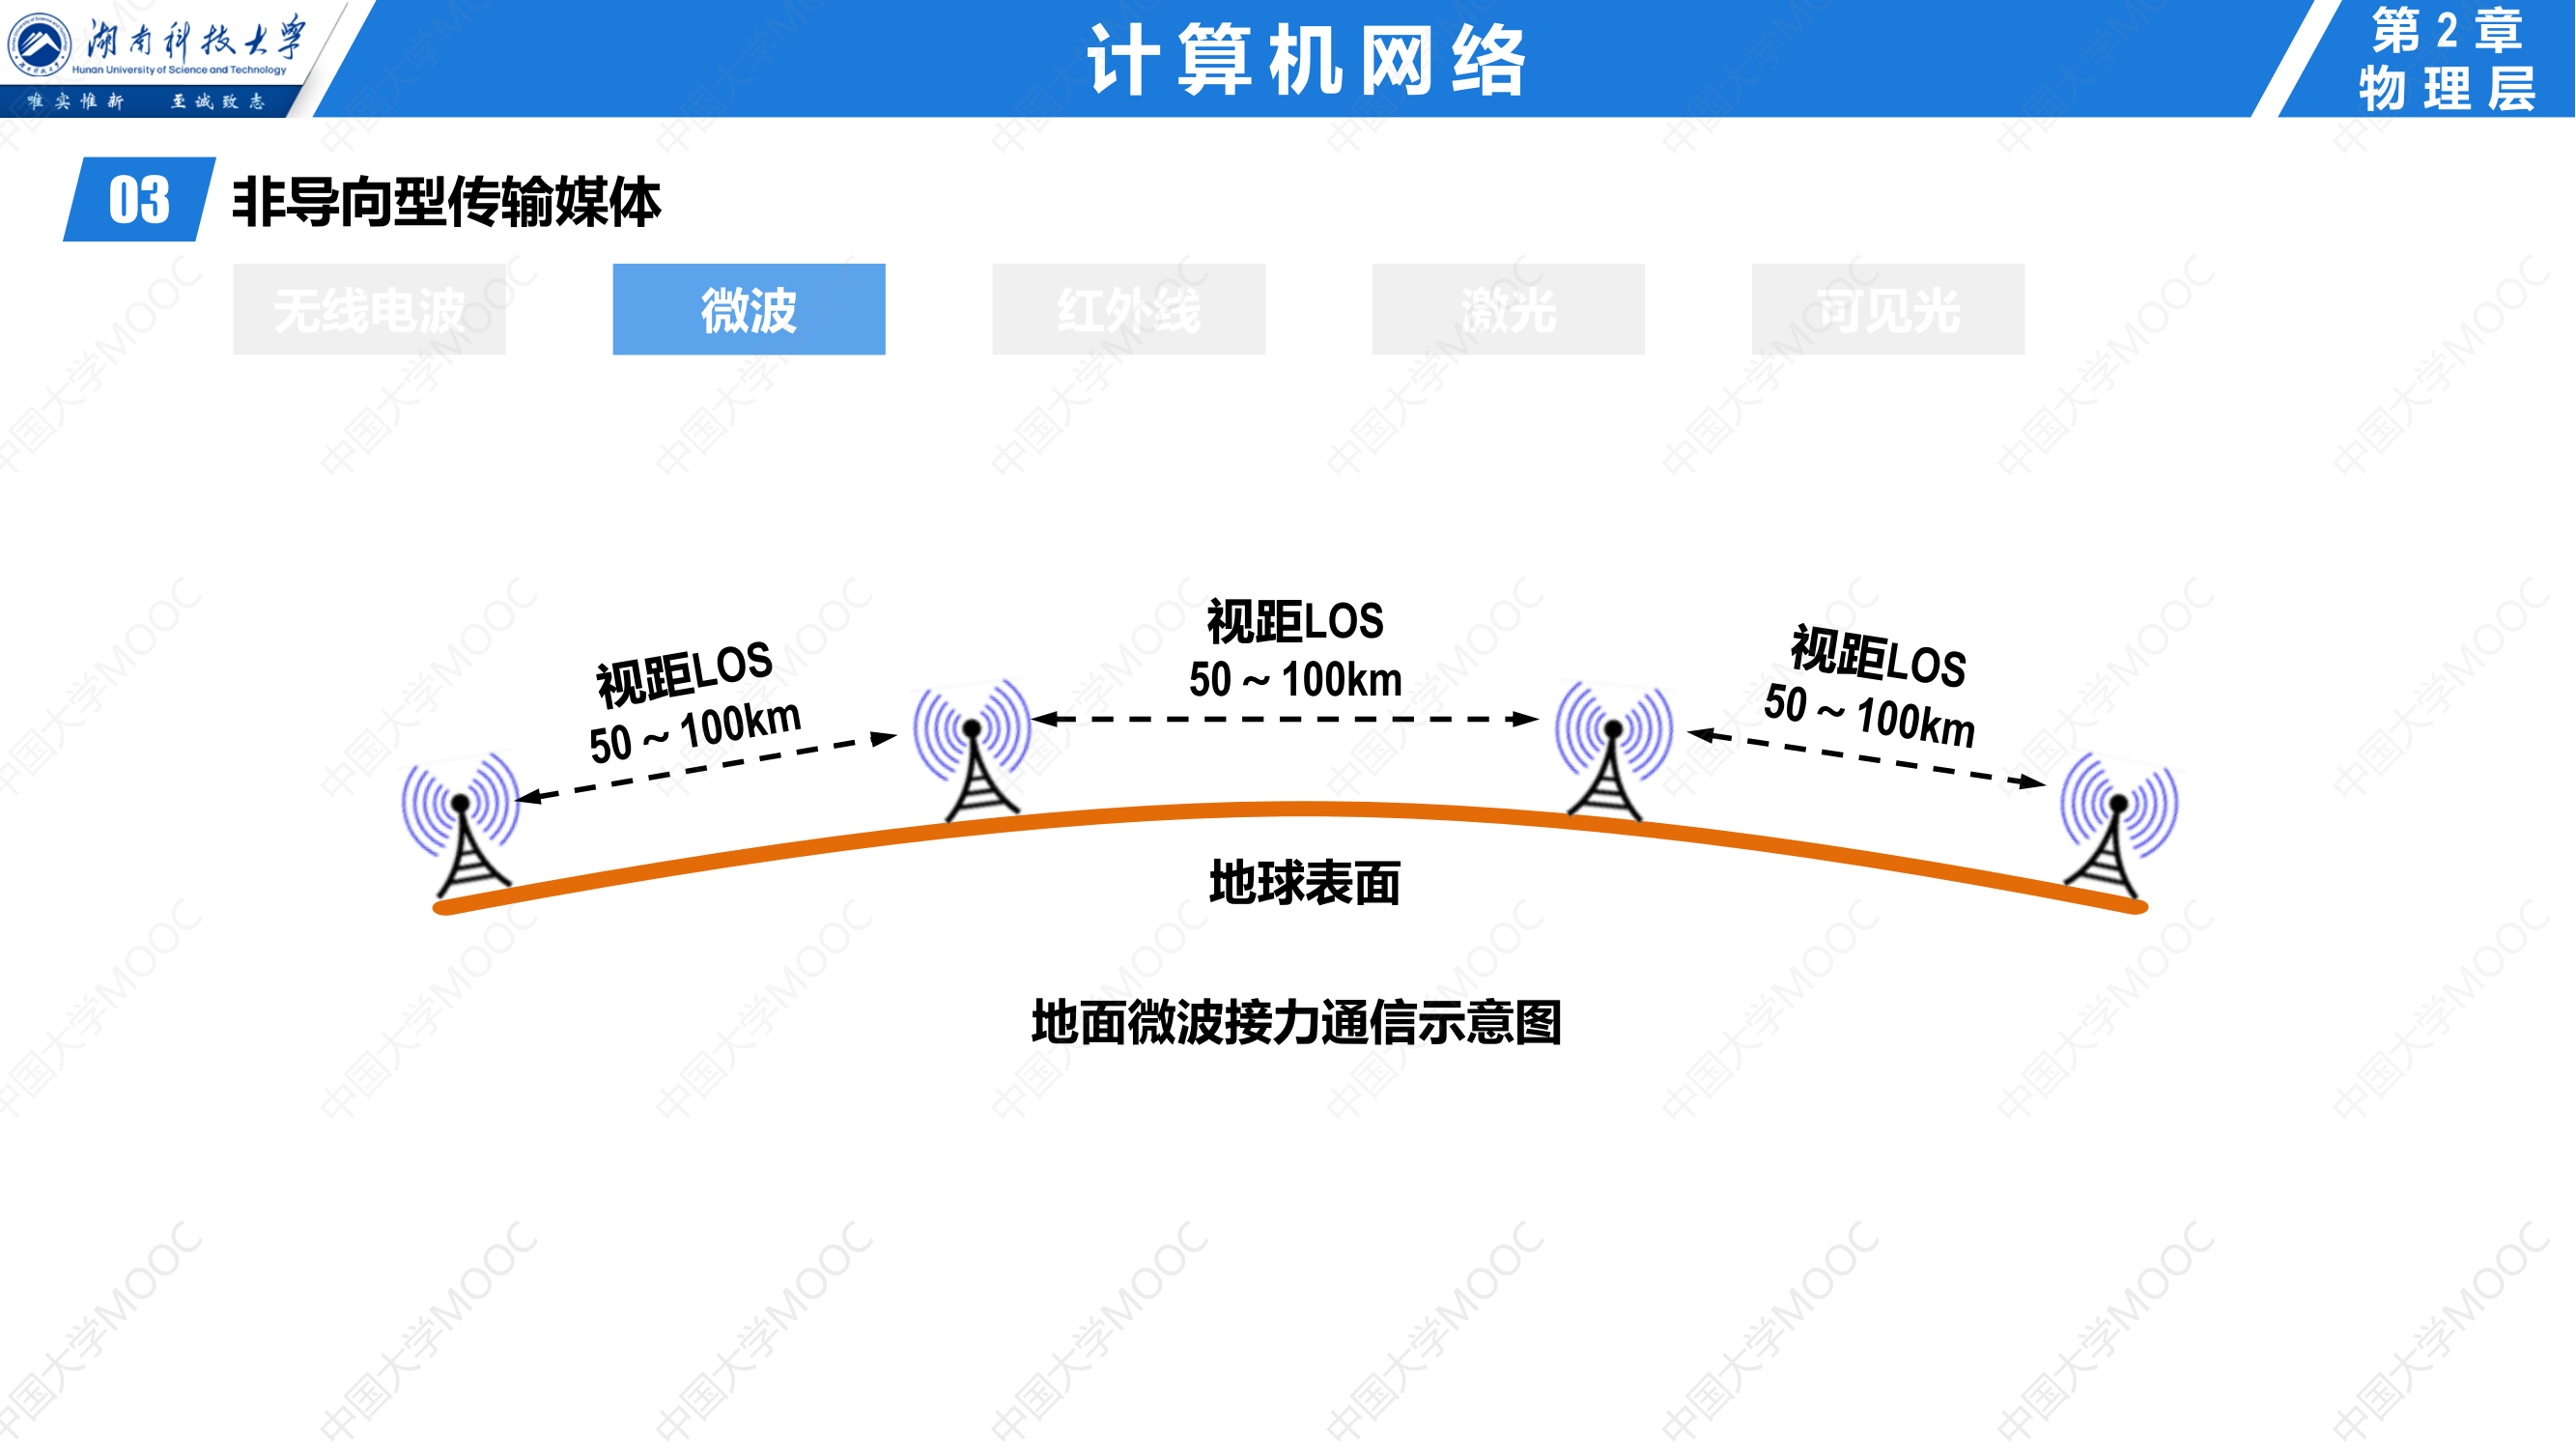 湖南科技大学
Hunan University of Science and Technology
唯实惟新 至诚致志
计算机网络
第2章
物理层
03 非导向型传输媒体
无线电波 微波 红外线 激光 可见光
视距LOS
50～100km
视距LOS
50～100km
视距LOS
50～100km
地球表面
地面微波接力通信示意图
中国大学MOOC